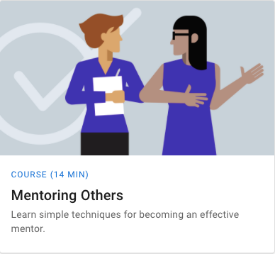 COURSE (14 MIN)
Mentoring Others
Learn simple techniques for becoming an effective
mentor.